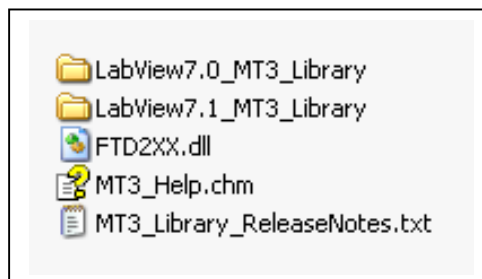 LabView7.0_MT3_Library
LabView7.1_MT3_Library
FTD2XX.dll
MT3_Help.chm
MT3_Library_ReleaseNotes.txt